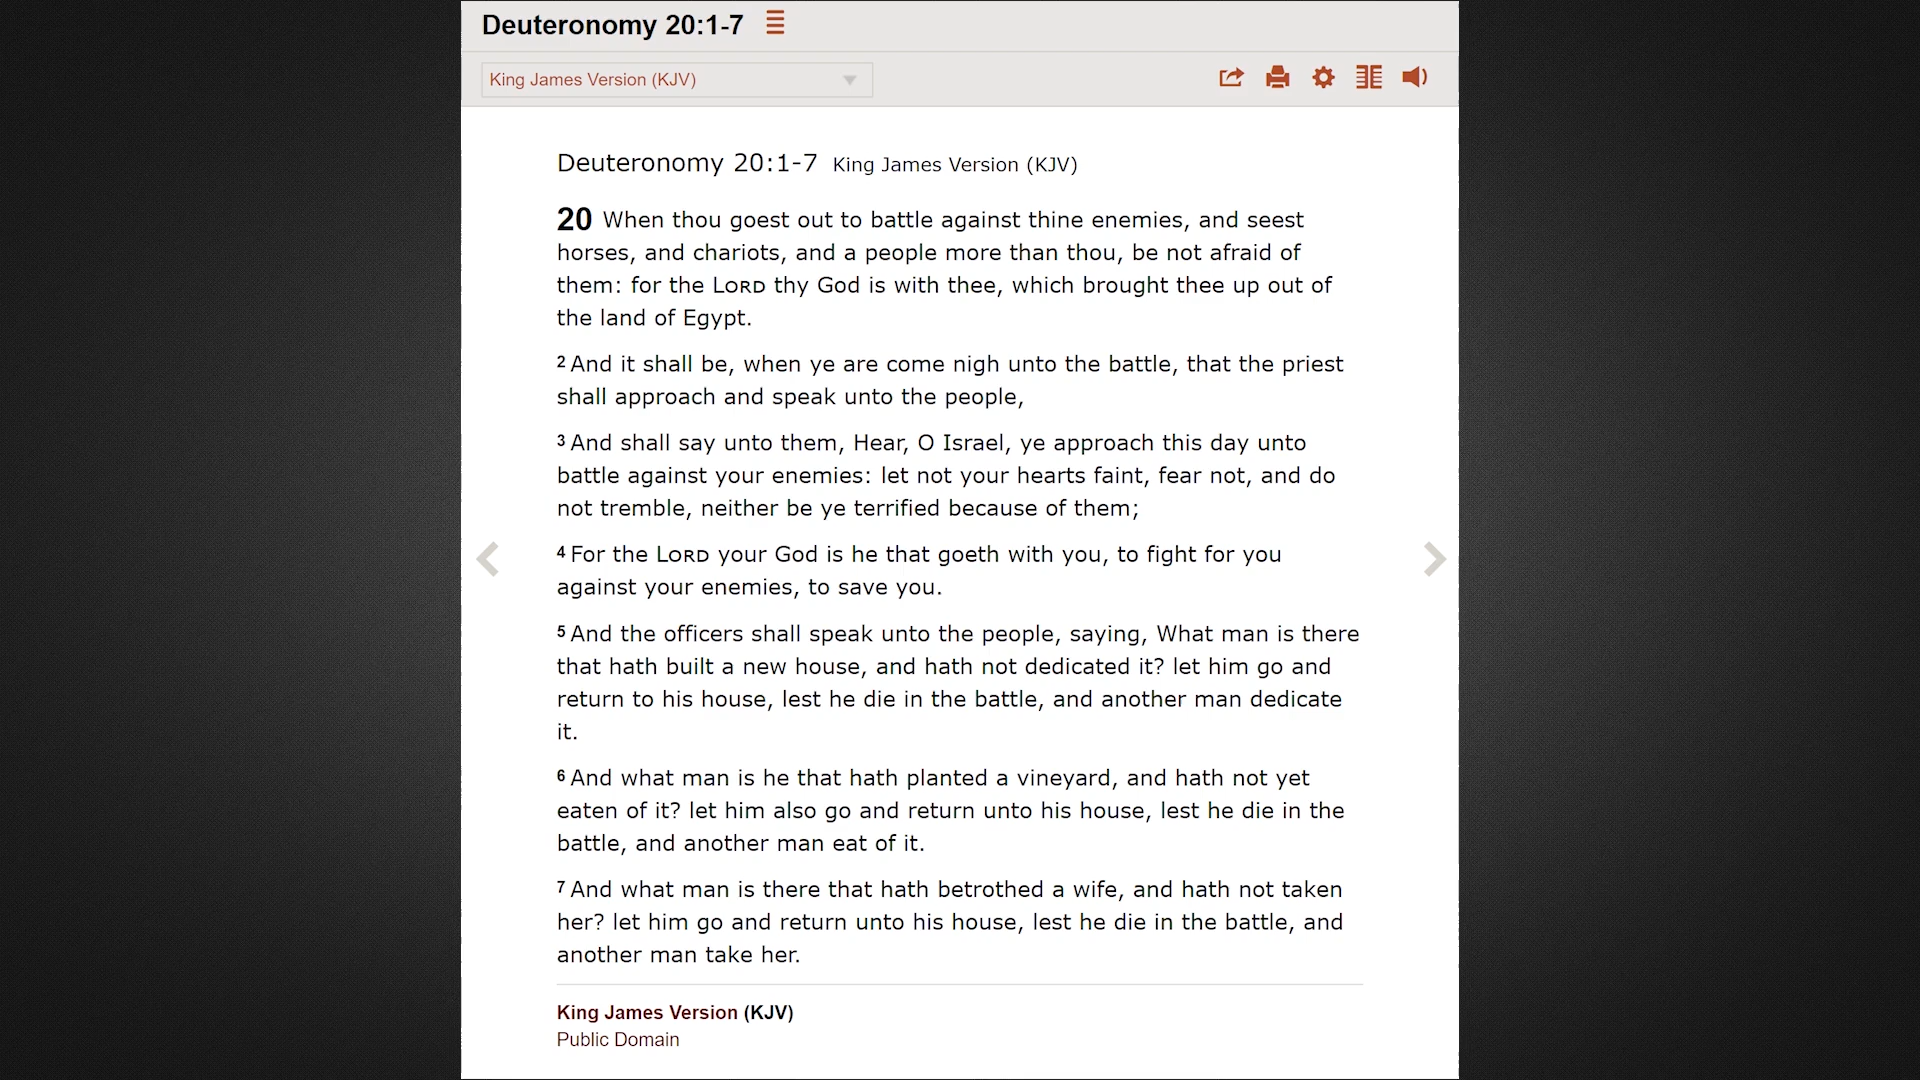 Deuteronomy 20:1-7
King James Version (KJV)
Deuteronomy 20:1-7 King James Version (KJV)
20 When thou goest out to battle against thine enemies, and seest
horses, and chariots, and a people more than thou, be not afraid of
them: for the LORD thy God is with thee, which brought thee up out of
the land of Egypt.
2 And it shall be, when ye are come nigh unto the battle, that the priest
shall approach and speak unto the people,
3 And shall say unto them, Hear, O Israel, ye approach this day unto
battle against your enemies: let not your hearts faint, fear not, and do
not tremble, neither be ye terrified because of them;
4 For the LORD your God is he that goeth with you, to fight for you
against your enemies, to save you.
5 And the officers shall speak unto the people, saying, What man is there
that hath built a new house, and hath not dedicated it? let him go and
return to his house, lest he die in the battle, and another man dedicate
it.
6 And what man is he that hath planted a vineyard, and hath not yet
eaten of it? let him also go and return unto his house, lest he die in the
battle, and another man eat of it.
7 And what man is there that hath betrothed a wife, and hath not taken
her? let him go and return unto his house, lest he die in the battle, and
another man take her.
King James Version (KJV)
Public Domain